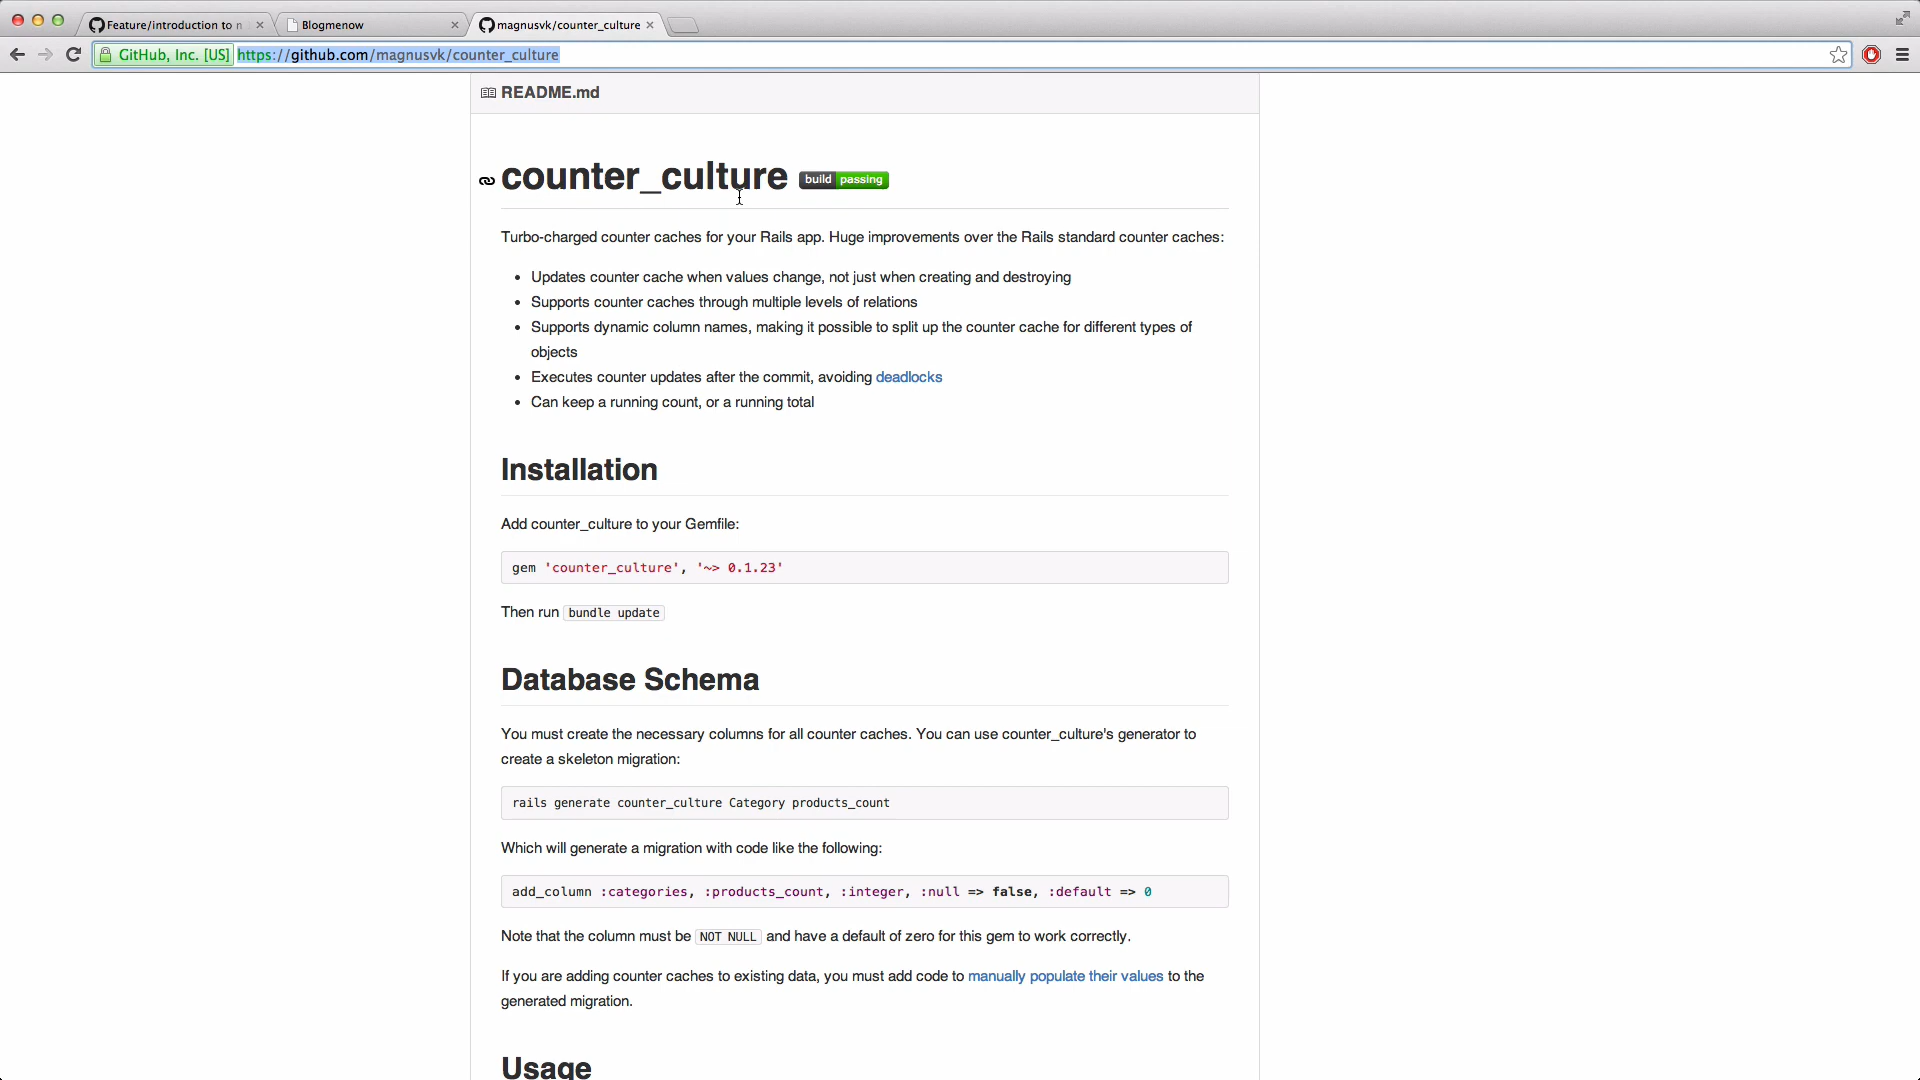 Feature/introduction to n
Blogmenow
magnusvk/counter_culture
GitHub, Inc. [US] https://github.com/magnusvk/counter_culture
README.md
counter_culture build passing
Turbo-charged counter caches for your Rails app. Huge improvements over the Rails standard counter caches:
• Updates counter cache when values change, not just when creating and destroying
• Supports counter caches through multiple levels of relations
• Supports dynamic column names, making it possible to split up the counter cache for different types of
objects
• Executes counter updates after the commit, avoiding deadlocks
• Can keep a running count, or a running total
Installation
Add counter_culture to your Gemfile:
gem 'counter_culture', '~> 0.1.23'
Then run bundle update
Database Schema
You must create the necessary columns for all counter caches. You can use counter_culture's generator to
create a skeleton migration:
rails generate counter_culture Category products_count
Which will generate a migration with code like the following:
add_column :categories, :products_count, :integer, :null => false, :default => 0
Note that the column must be NOT NULL and have a default of zero for this gem to work correctly.
If you are adding counter caches to existing data, you must add code to manually populate their values to the
generated migration.
Usage